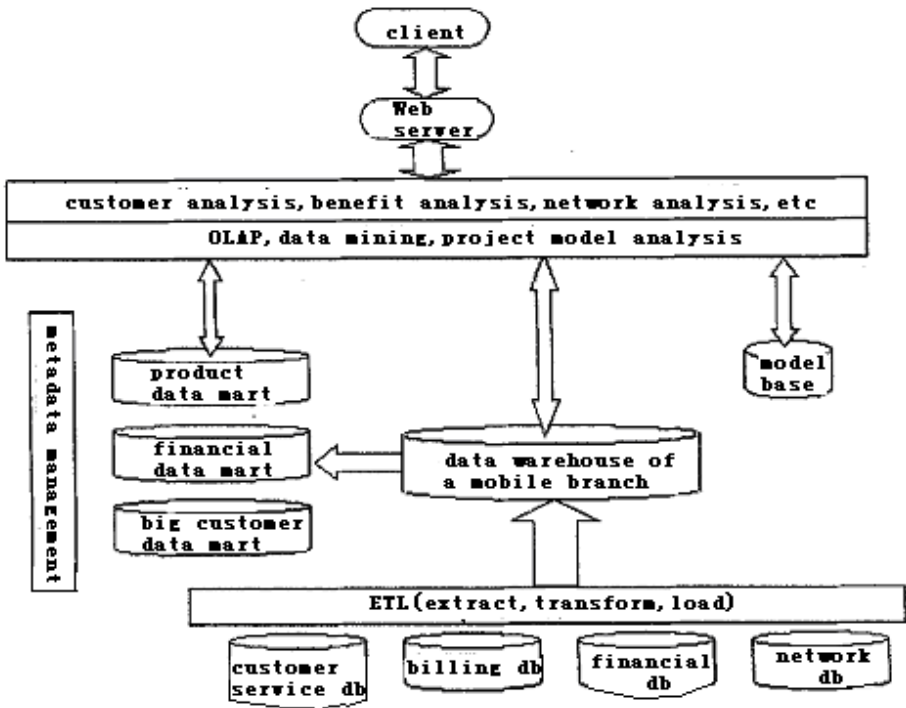 client
Web
server
customer analysis,benefit analysis,network analysis,etc
OLAP,data mining,project model analysis
metadata management
product
data mart
model
base
financial
data mart
data warehouse of
a mobile branch
big customer
data mart
ETL(extract,transform,load)
customer
service db
billing db
financial
db
network
db